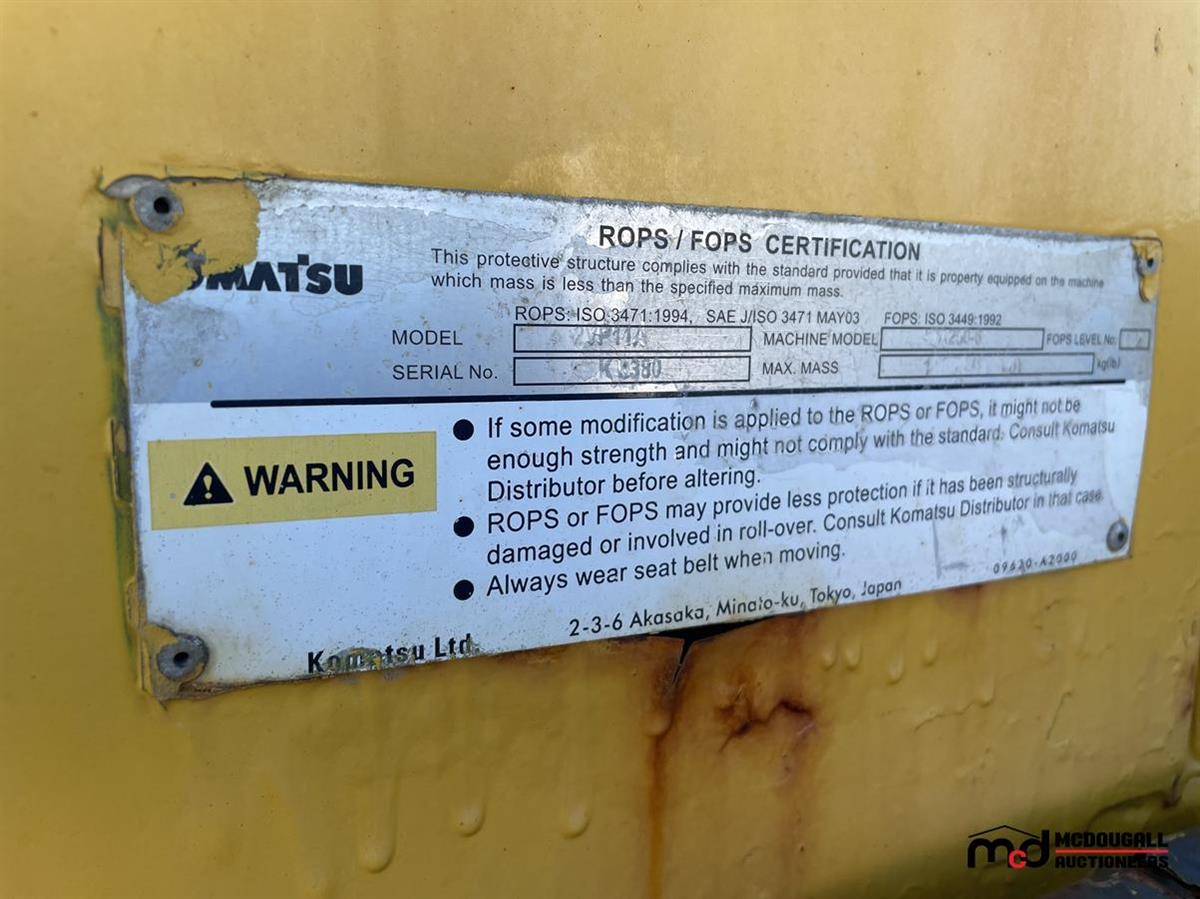 ROPS / FOPS CERTIFICATION
KOMATSU
This protective structure complies with the standard provided that it is property equipped on the machine
which mass is less than the specified maximum mass.
ROPS: ISO 3471:1994, SAE J/ISO 3471 MAY03 FOPS: ISO 3449:1992
MODEL MACHINE MODEL FOPS LEVEL No.
SERIAL No. MAX. MASS kg(lb)
WARNING
● If some modification is applied to the ROPS or FOPS, it might not be
enough strength and might not comply with the standard. Consult Komatsu
Distributor before altering.
● ROPS or FOPS may provide less protection if it has been structurally
damaged or involved in roll-over. Consult Komatsu Distributor in that case.
● Always wear seat belt when moving.
09620-A2000
Komatsu Ltd. 2-3-6 Akasaka, Minato-ku, Tokyo, Japan
mcd MCDOUGALL
AUCTIONEERS